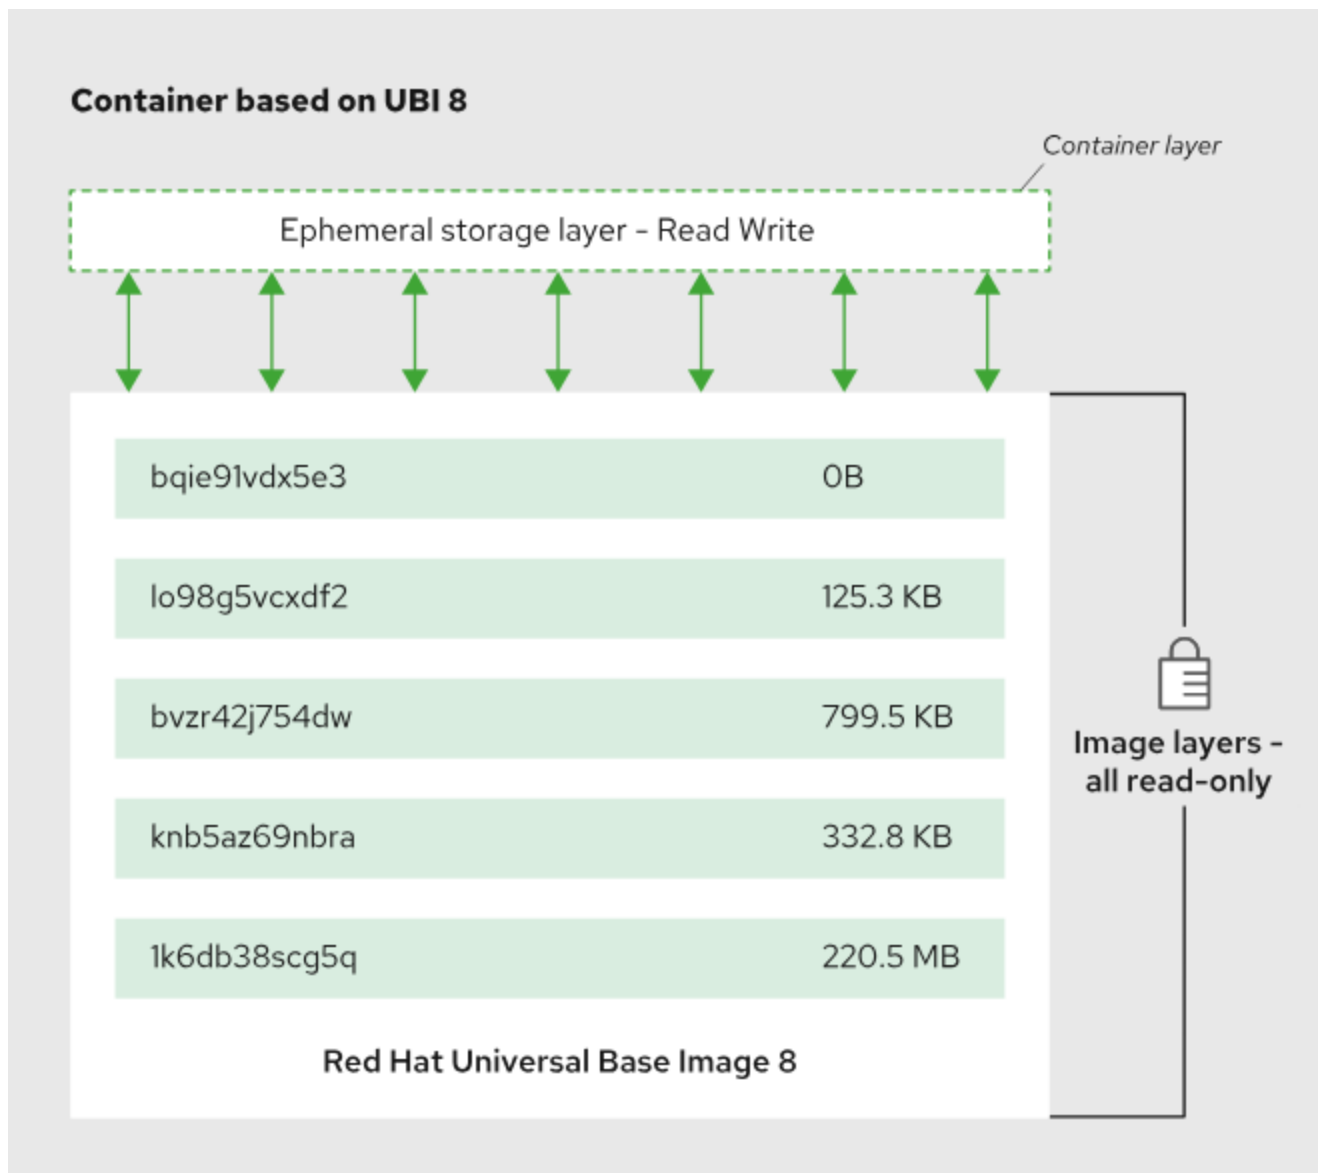 Container based on UBI 8
Container layer
Ephemeral storage layer - Read Write
bqie91vdx5e3 0B
lo98g5vcxdf2 125.3 KB
bvzr42j754dw 799.5 KB
knb5az69nbra 332.8 KB
1k6db38scg5q 220.5 MB
Image layers -
all read-only
Red Hat Universal Base Image 8